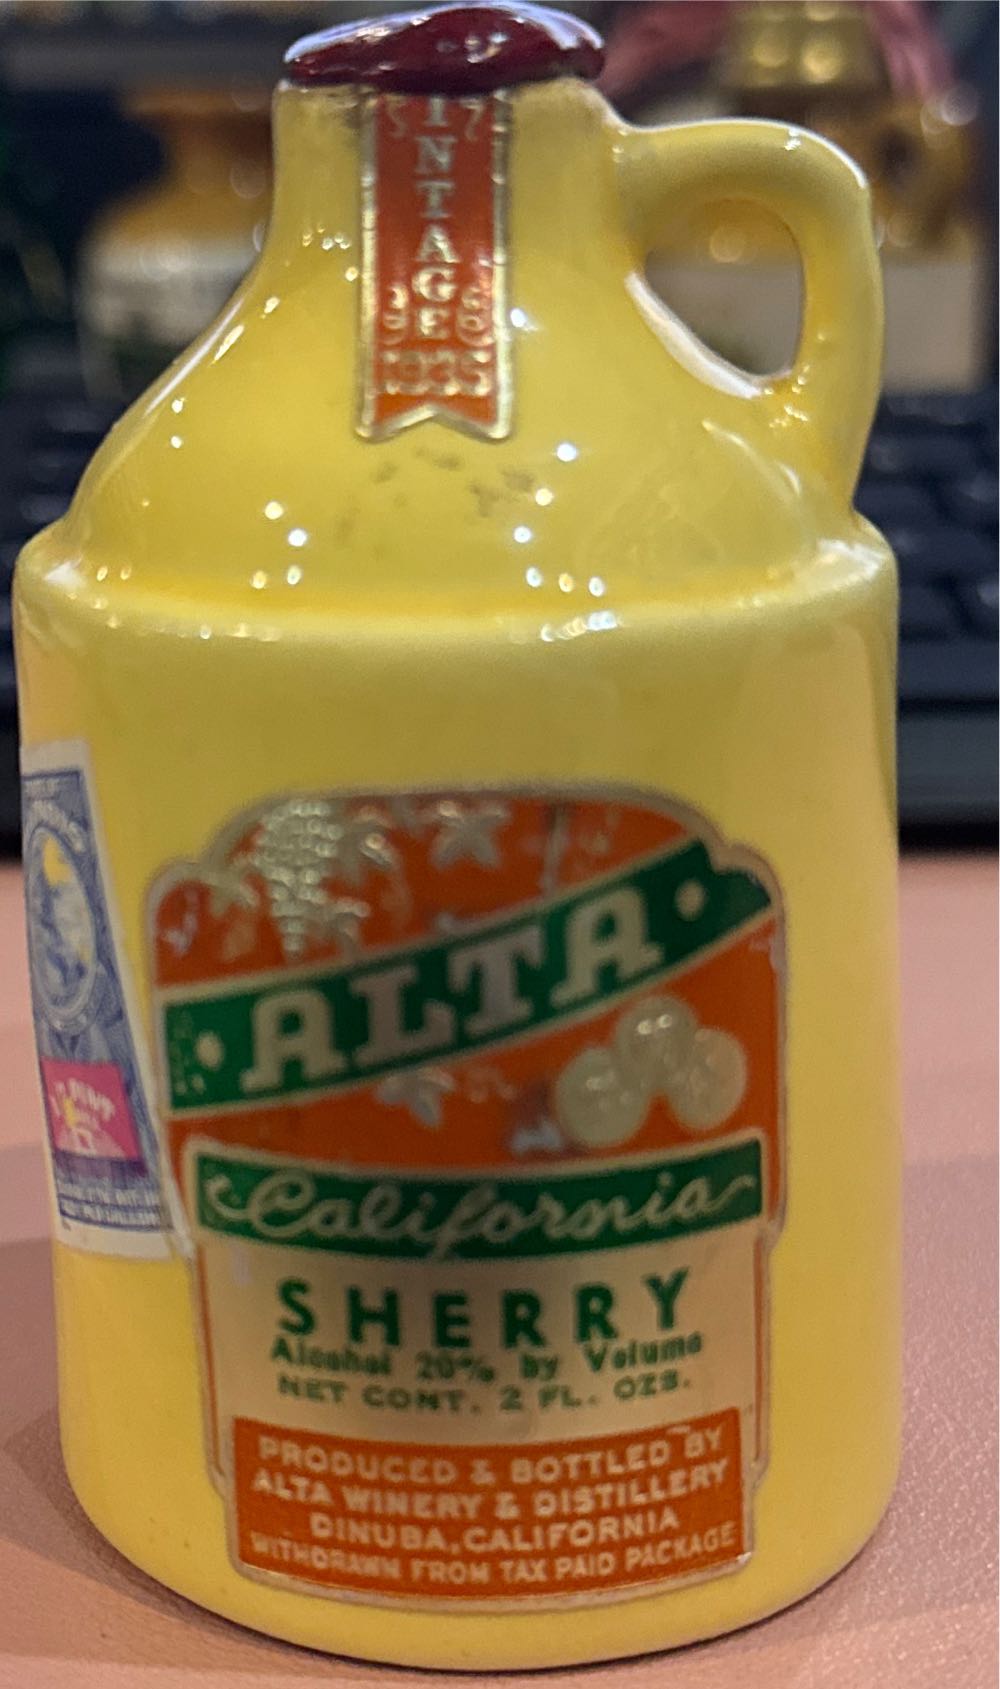 VINTAGE
1935
ALTA
California
SHERRY
Alcohol 20% by Volume
NET CONT. 2 FL. OZS.
PRODUCED & BOTTLED BY
ALTA WINERY & DISTILLERY
DINUBA, CALIFORNIA
WITHDRAWN FROM TAX PAID PACKAGE
PINT